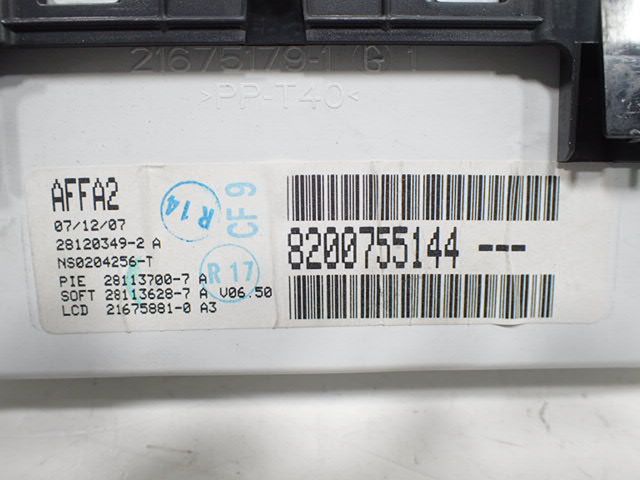 21675179-1 (G) 1
>PP-T40<
AFFA2
07/12/07
28120349-2 A
NS0204256-T
PIE 28113700-7 A
SOFT 28113628-7 A V06.50
LCD 21675881-0 A3
R14
CF9
R17
8200755144 ---